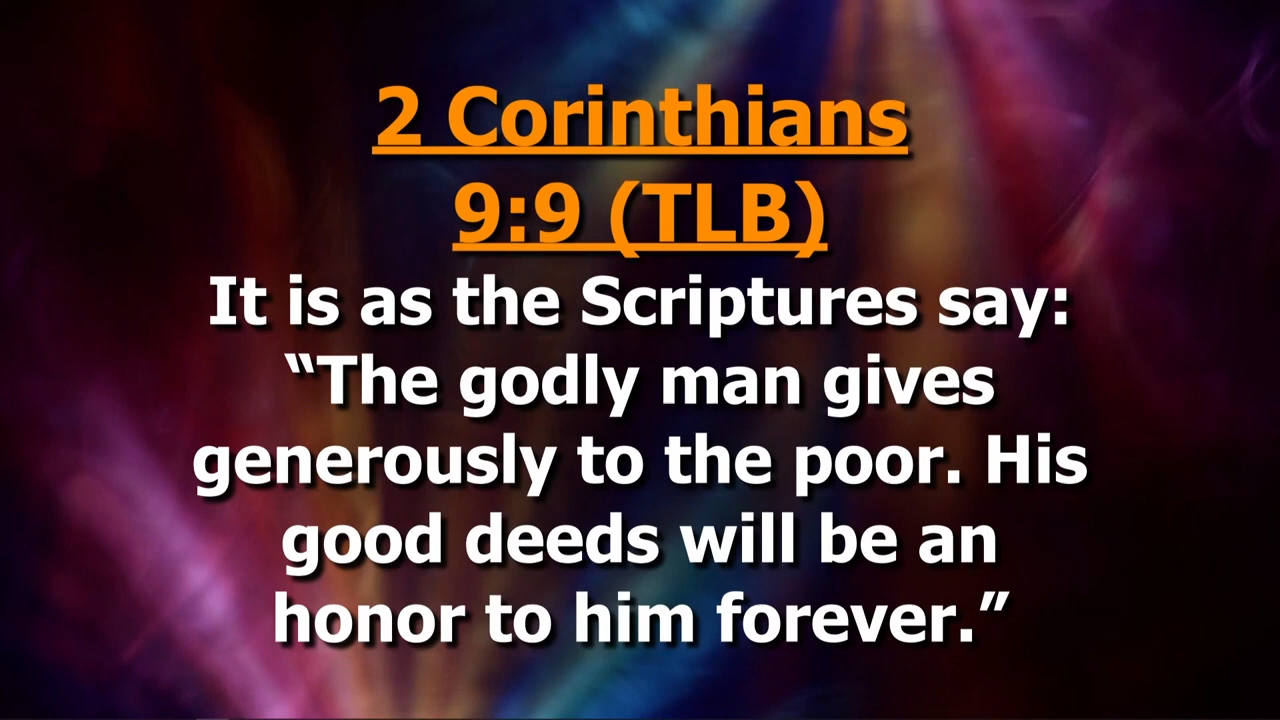 2 Corinthians
9:9 (TLB)
It is as the Scriptures say:
“The godly man gives
generously to the poor. His
good deeds will be an
honor to him forever.”